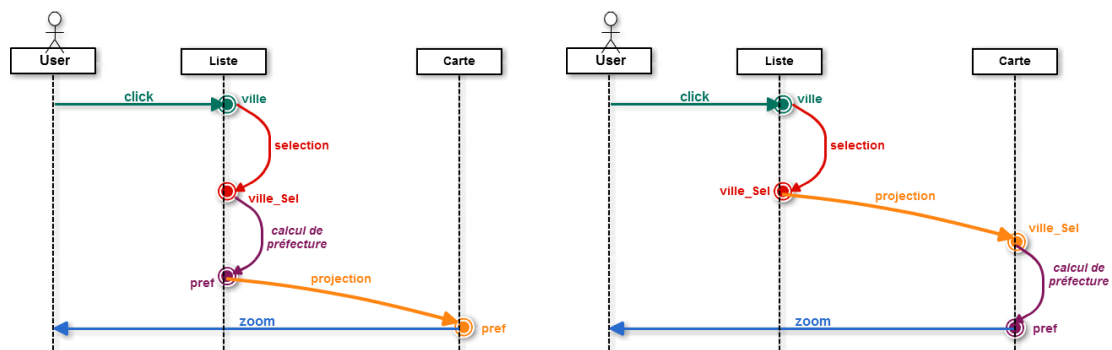 User
Liste
Carte
click
ville
selection
ville_Sel
calcul de
préfecture
pref
projection
zoom
pref
User
Liste
Carte
click
ville
selection
ville_Sel
projection
ville_Sel
calcul de
préfecture
zoom
pref